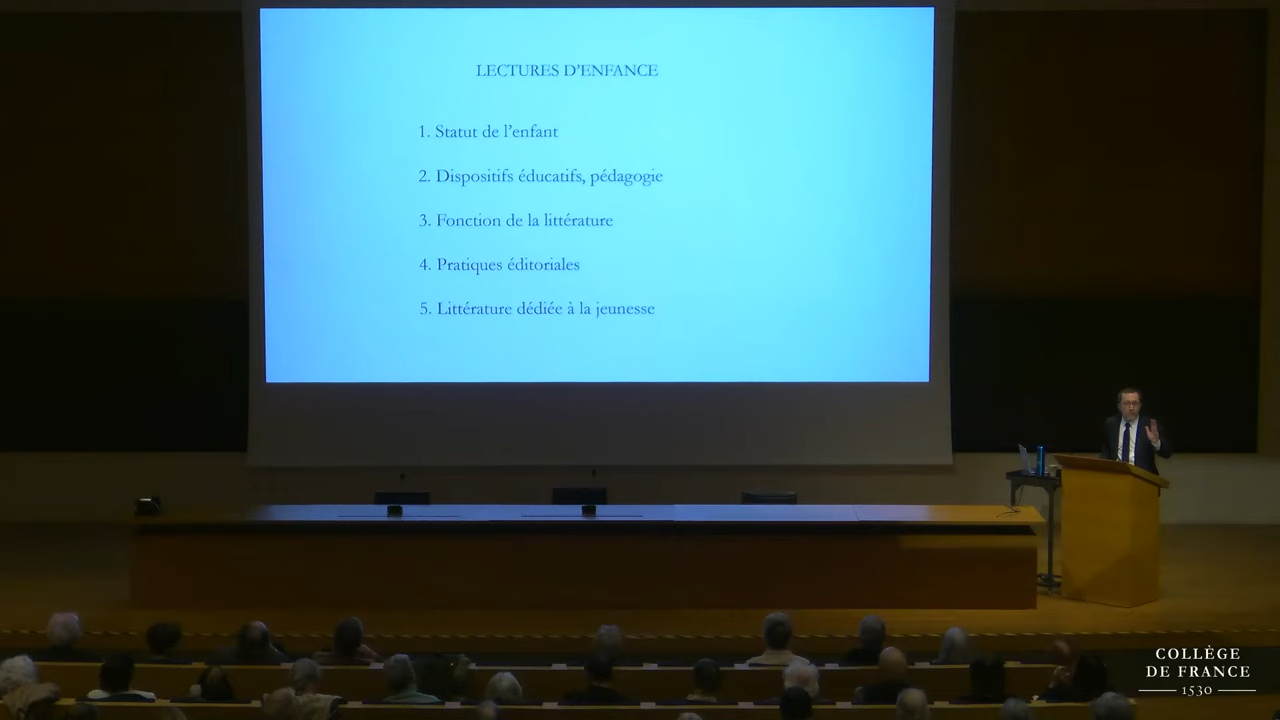 LECTURES D'ENFANCE
1. Statut de l'enfant
2. Dispositifs éducatifs, pédagogie
3. Fonction de la littérature
4. Pratiques éditoriales
5. Littérature dédiée à la jeunesse
COLLÈGE
DE FRANCE
1530